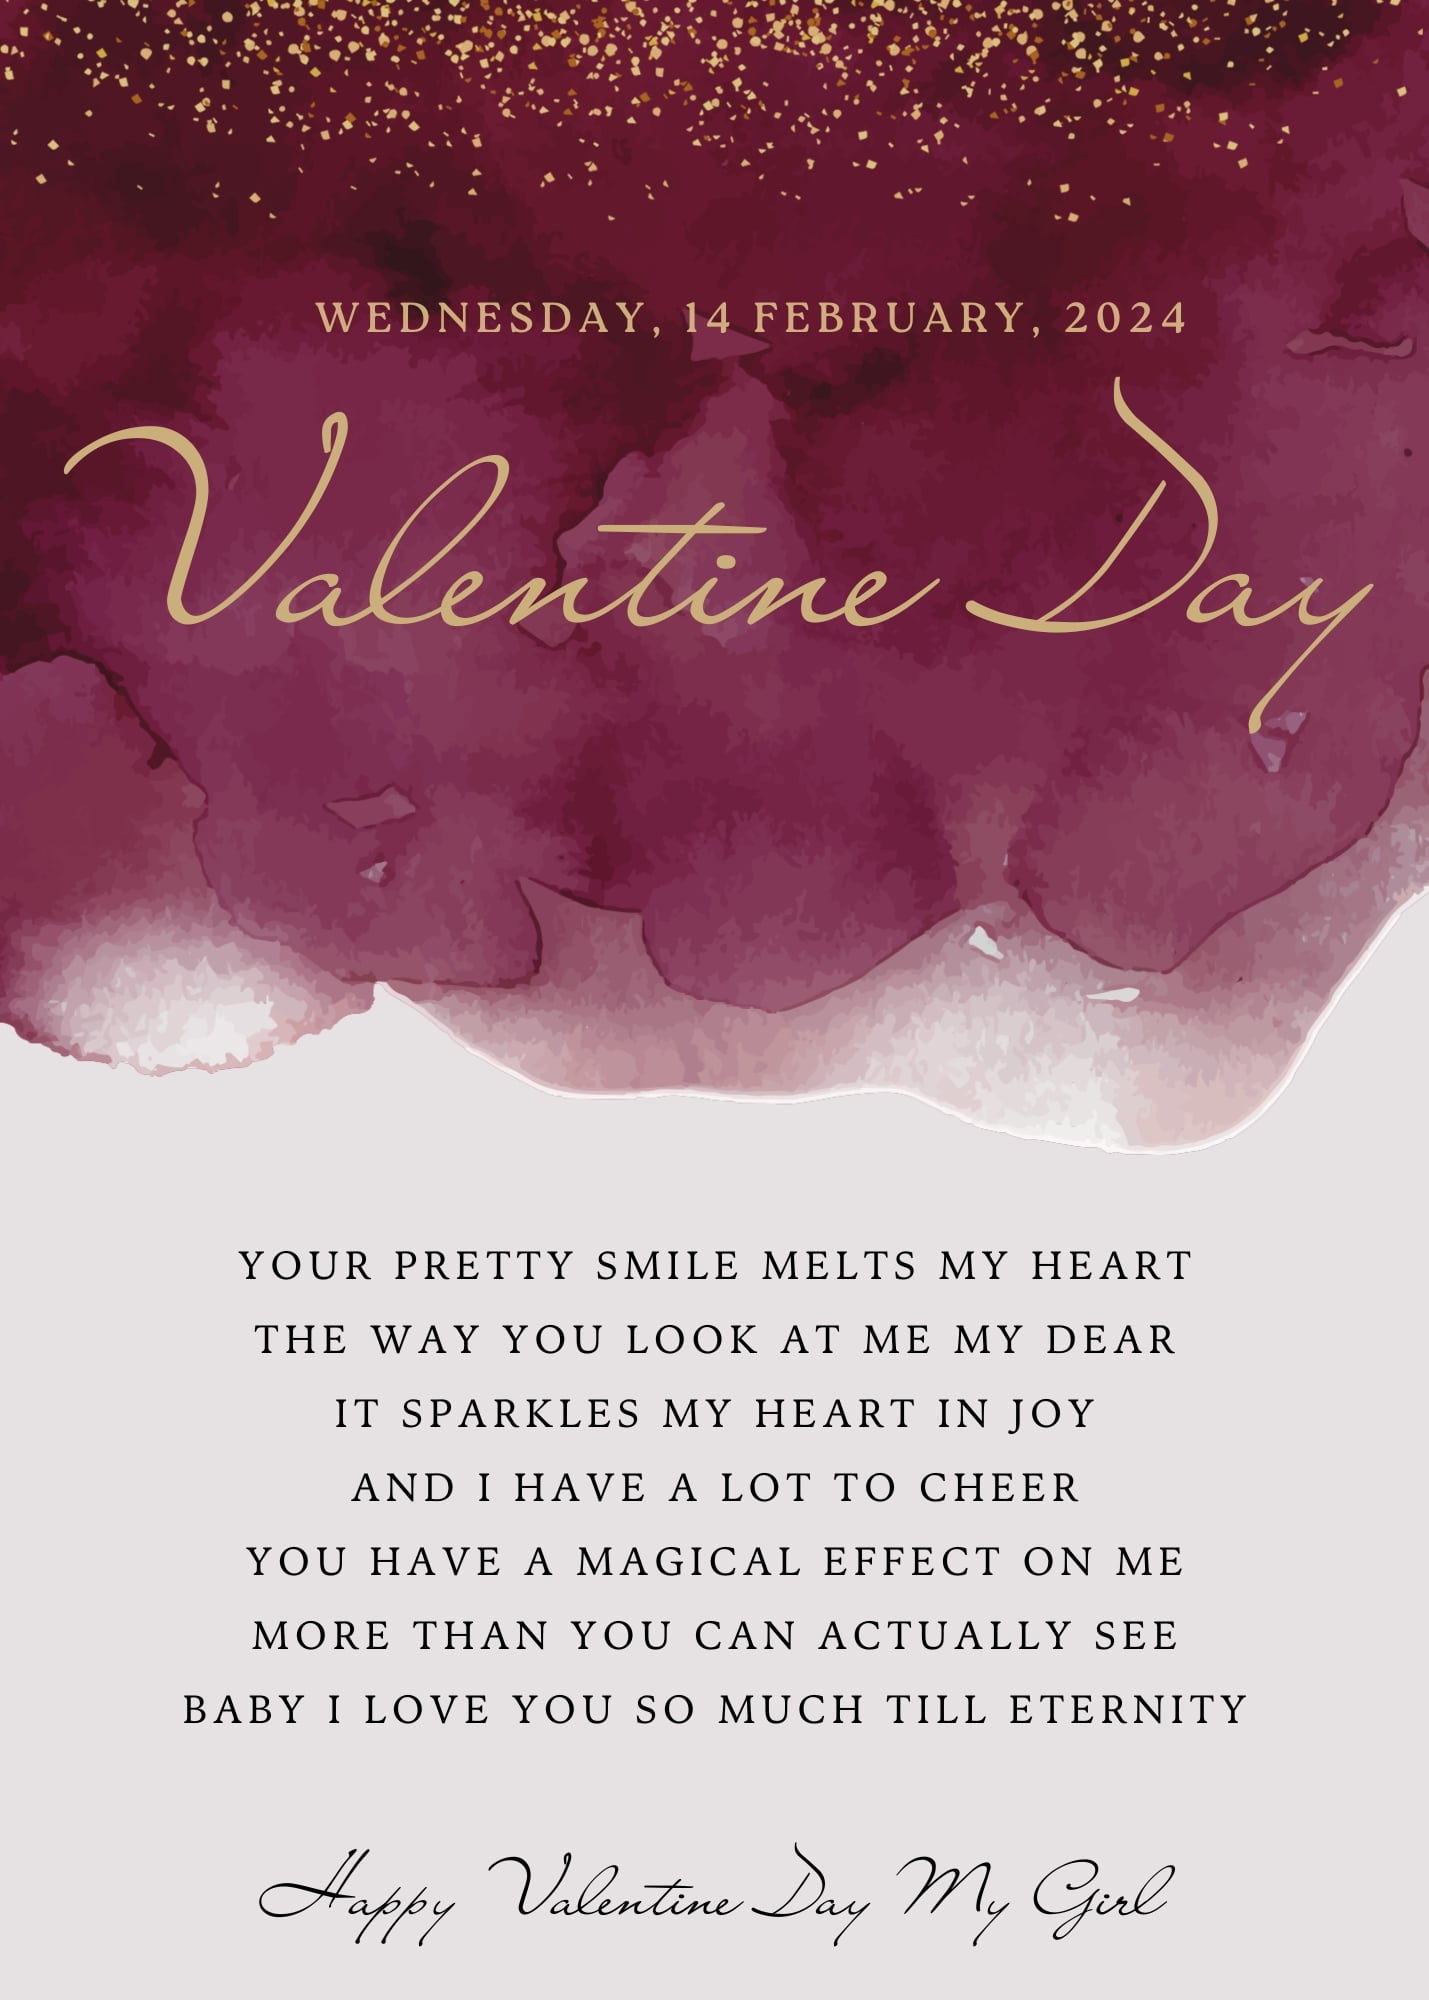 WEDNESDAY, 14 FEBRUARY, 2024
Valentine Day
YOUR PRETTY SMILE MELTS MY HEART
THE WAY YOU LOOK AT ME MY DEAR
IT SPARKLES MY HEART IN JOY
AND I HAVE A LOT TO CHEER
YOU HAVE A MAGICAL EFFECT ON ME
MORE THAN YOU CAN ACTUALLY SEE
BABY I LOVE YOU SO MUCH TILL ETERNITY
Happy Valentine Day My Girl